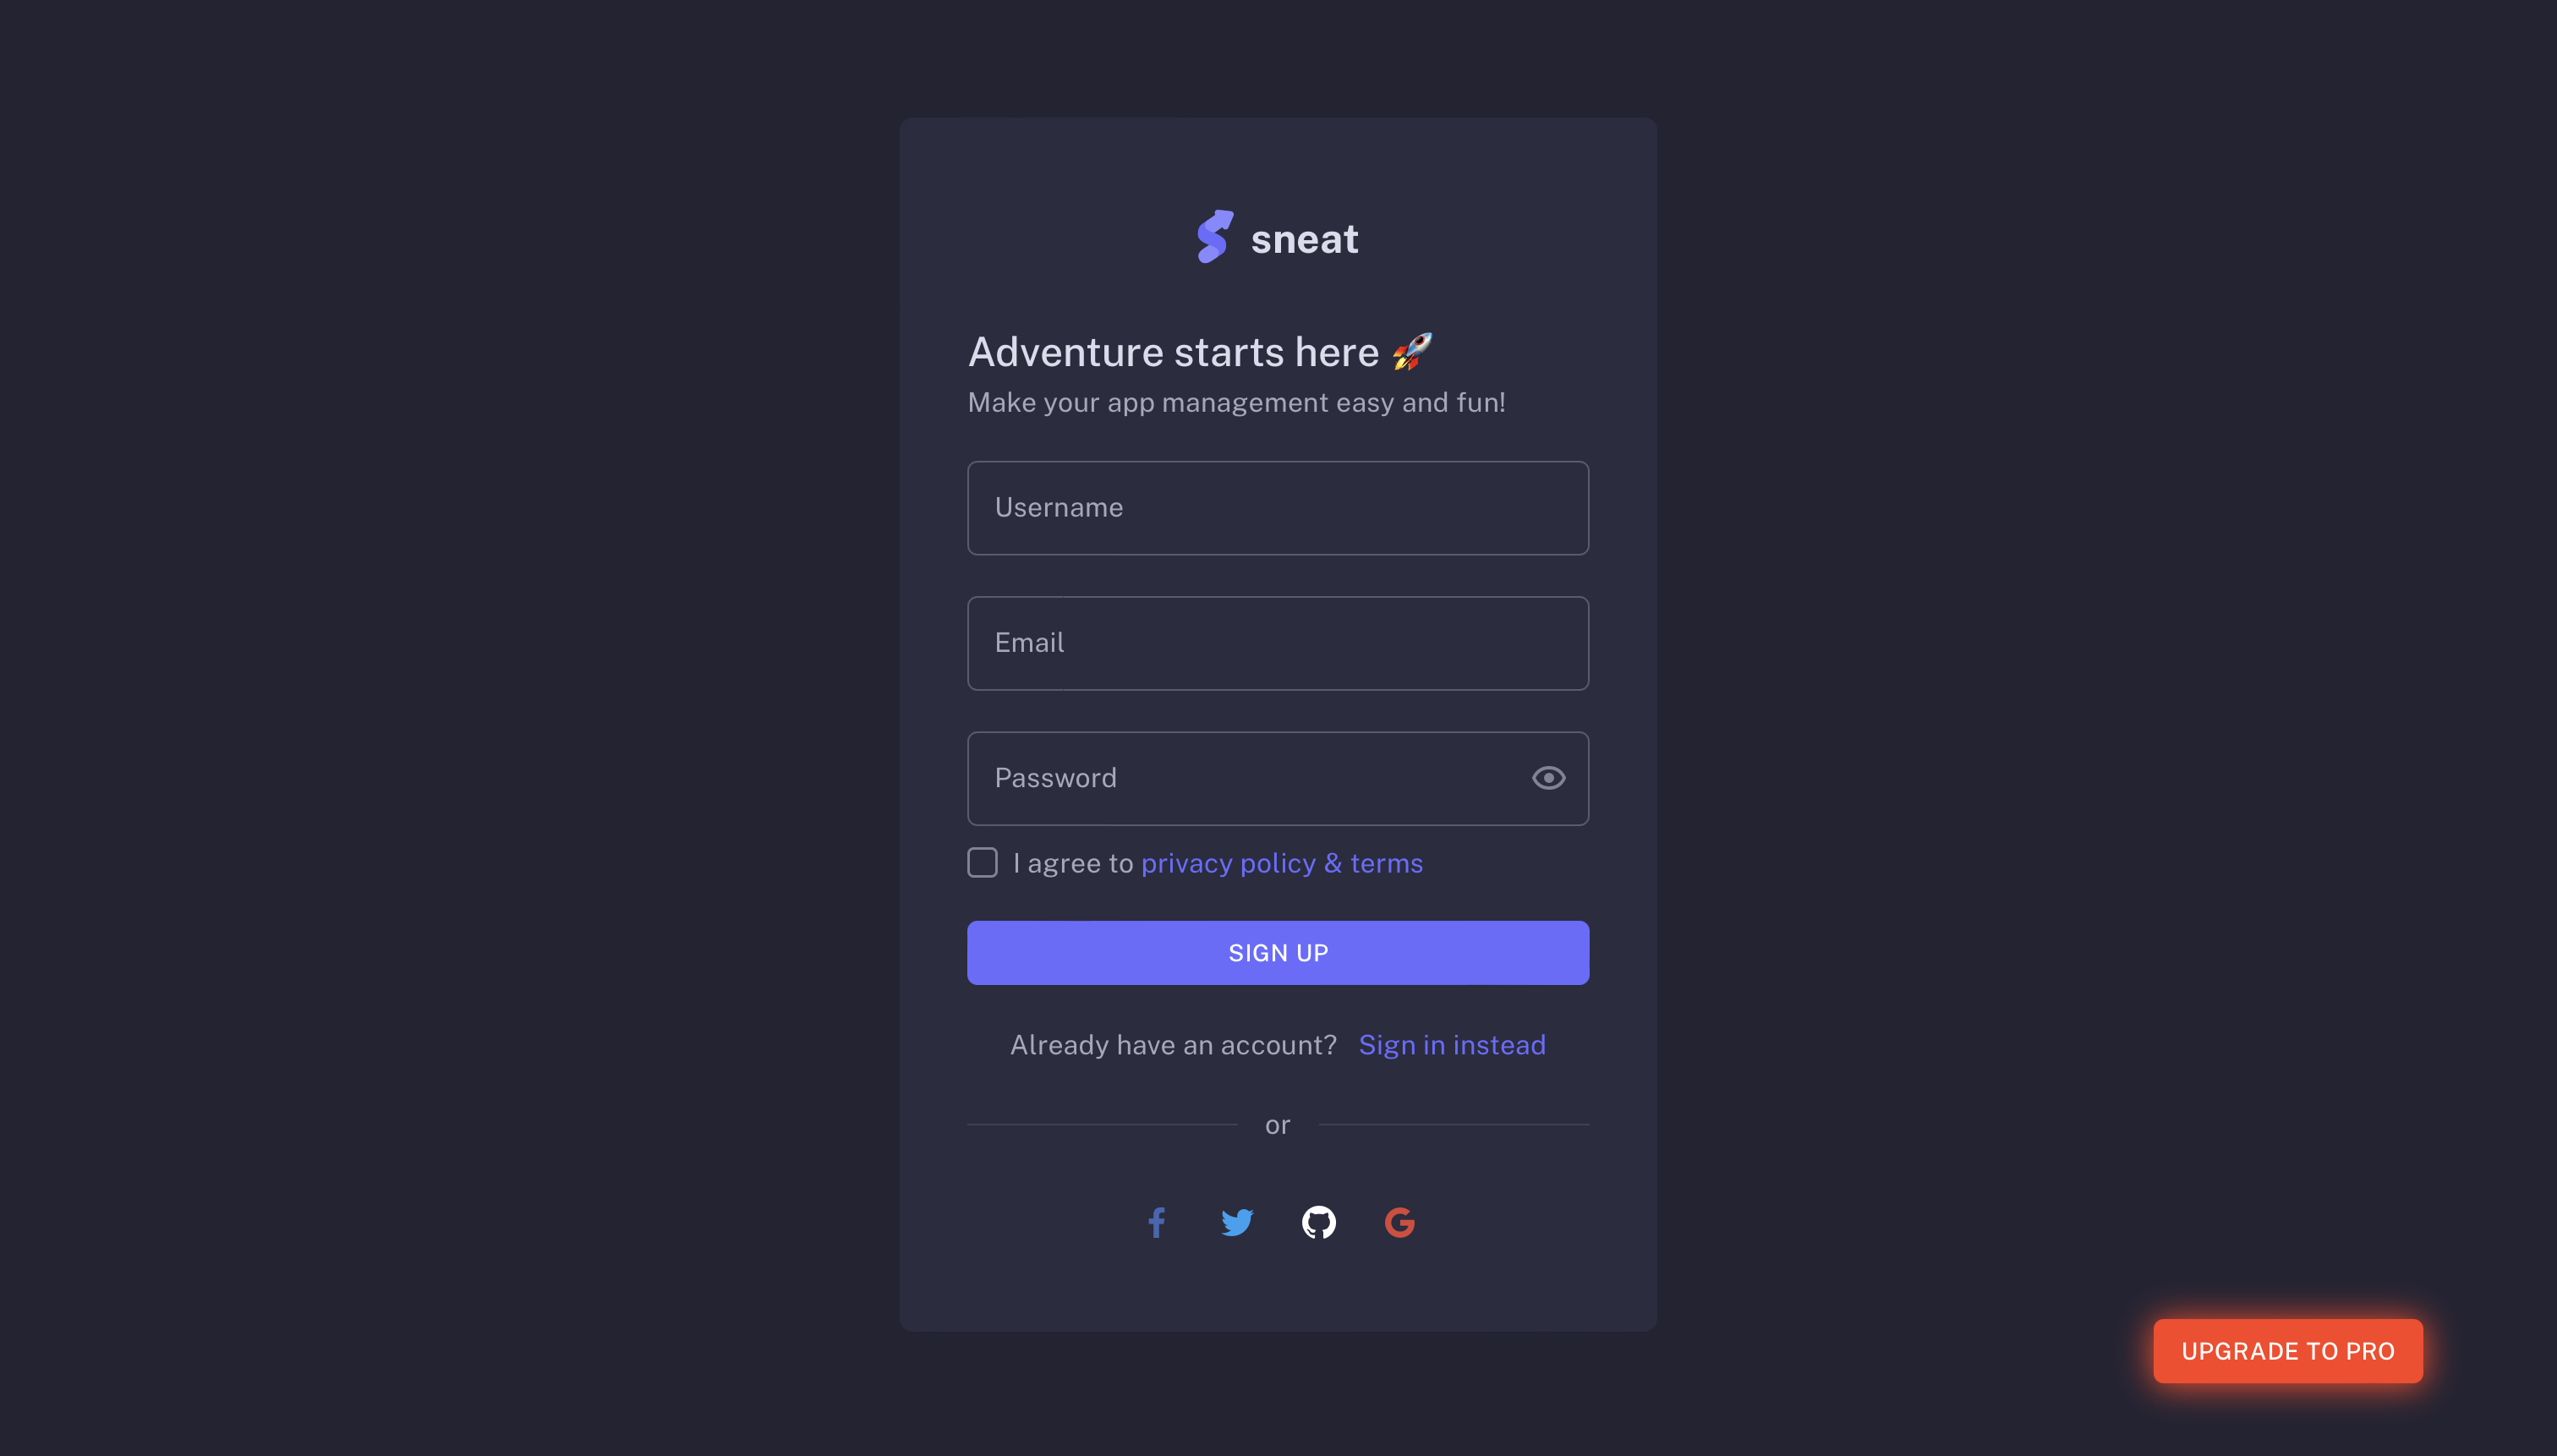 sneat
Adventure starts here 🚀
Make your app management easy and fun!
Username
Email
Password
I agree to privacy policy & terms
SIGN UP
Already have an account? Sign in instead
or
UPGRADE TO PRO